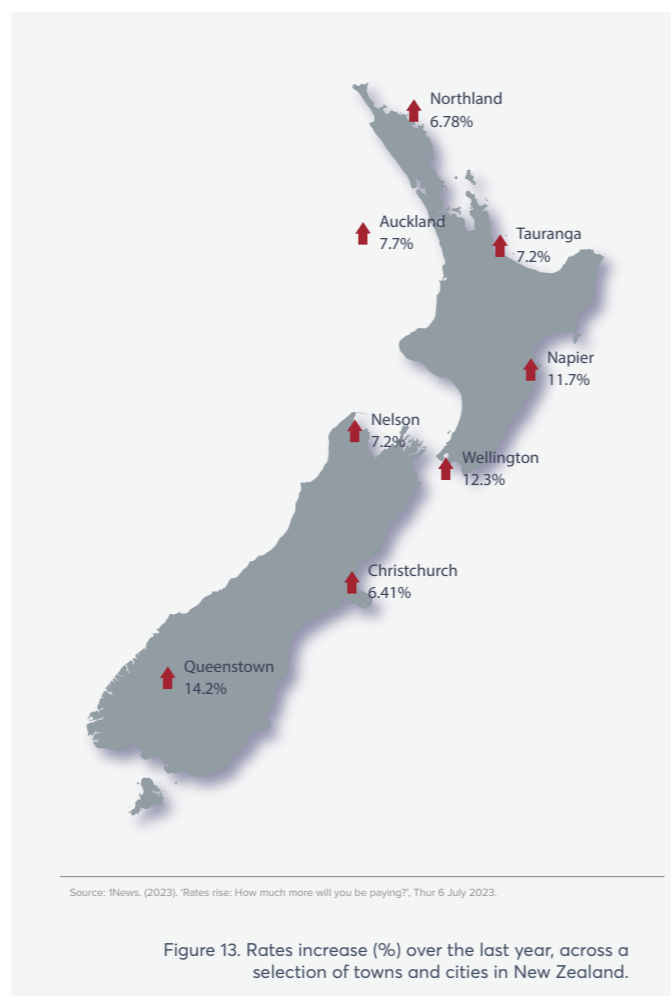 Northland
6.78%
Auckland
7.7%
Tauranga
7.2%
Napier
11.7%
Nelson
7.2%
Wellington
12.3%
Christchurch
6.41%
Queenstown
14.2%
Source: 1News. (2023). ‘Rates rise: How much more will you be paying?’, Thur 6 July 2023.
Figure 13. Rates increase (%) over the last year, across a
selection of towns and cities in New Zealand.